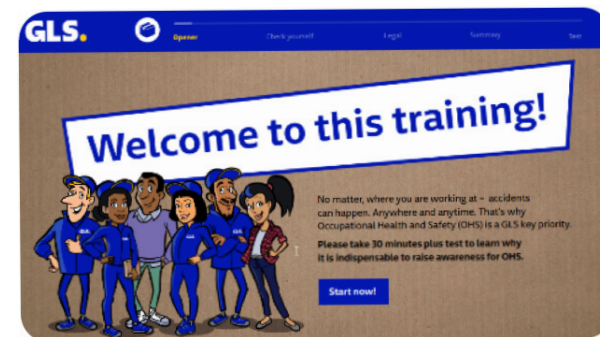 GLS.
Opener
Check yourself
Legal
Summary
Test
Welcome to this training!
No matter, where you are working at – accidents
can happen. Anywhere and anytime. That's why
Occupational Health and Safety (OHS) is a GLS key priority.
Please take 30 minutes plus test to learn why
it is indispensable to raise awareness for OHS.
Start now!